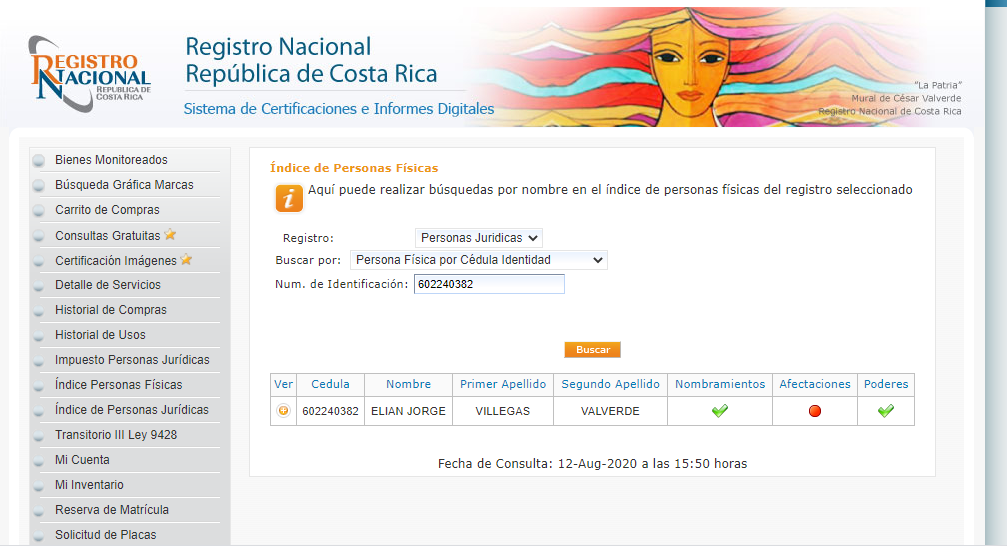 REGISTRO
NACIONAL
REPUBLICA DE
COSTA RICA
Registro Nacional
República de Costa Rica
Sistema de Certificaciones e Informes Digitales
"La Patria"
Mural de César Valverde
Registro Nacional de Costa Rica
Bienes Monitoreados
Búsqueda Gráfica Marcas
Carrito de Compras
Consultas Gratuitas
Certificación Imágenes
Detalle de Servicios
Historial de Compras
Historial de Usos
Impuesto Personas Jurídicas
Índice Personas Físicas
Índice de Personas Jurídicas
Transitorio III Ley 9428
Mi Cuenta
Mi Inventario
Reserva de Matrícula
Solicitud de Placas
Índice de Personas Físicas
i Aquí puede realizar búsquedas por nombre en el índice de personas físicas del registro seleccionado
Registro: Personas Juridicas
Buscar por: Persona Física por Cédula Identidad
Num. de Identificación: 602240382
Buscar
Ver Cedula Nombre Primer Apellido Segundo Apellido Nombramientos Afectaciones Poderes
602240382 ELIAN JORGE VILLEGAS VALVERDE
Fecha de Consulta: 12-Aug-2020 a las 15:50 horas